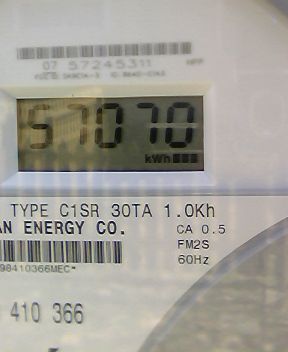 07 57245311
57070
kWh
TYPE C1SR 30TA 1.0Kh
AN ENERGY CO.
CA 0.5
FM2S
60Hz
98410366MEC*
410 366